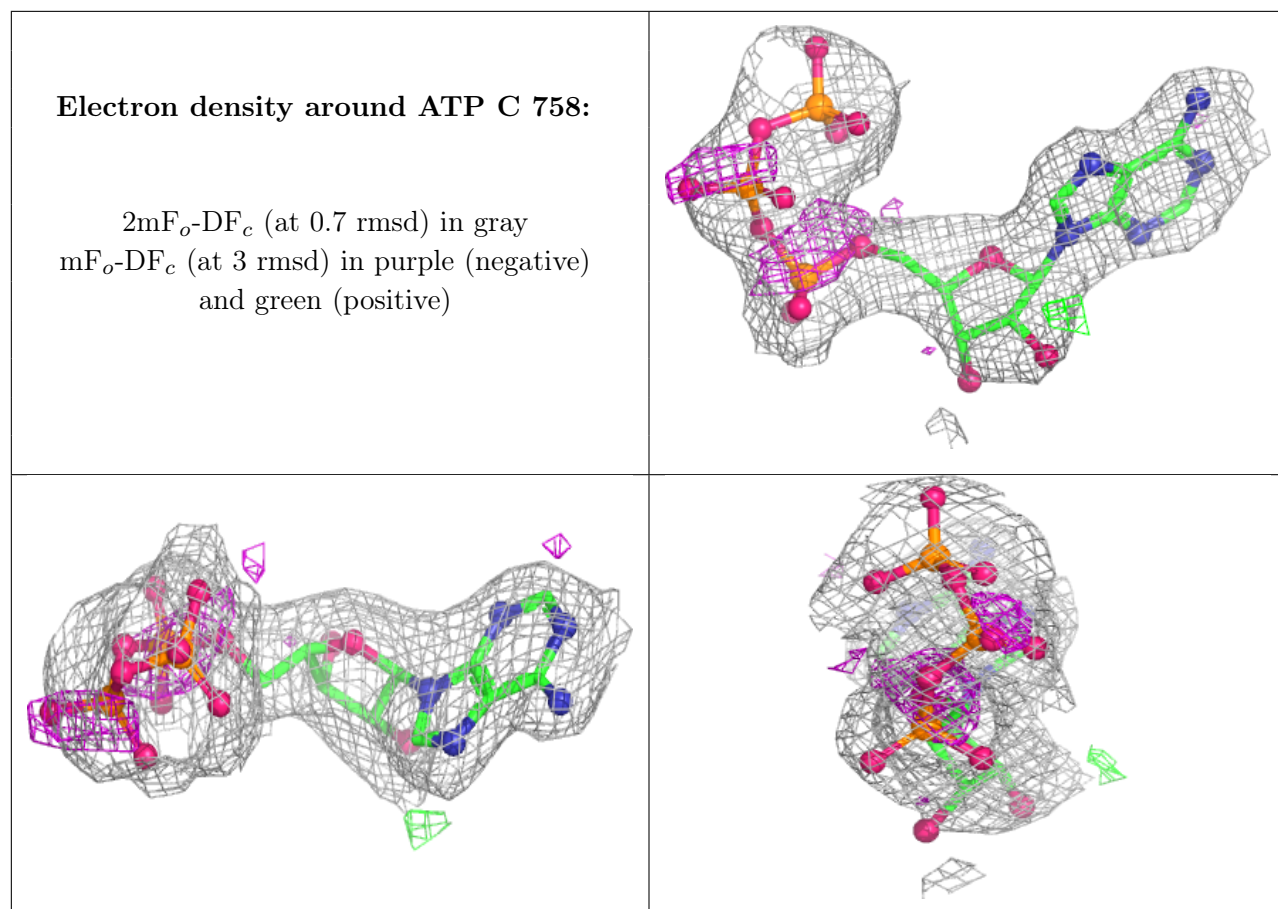 Electron density around ATP C 758:
2mFo-DFc (at 0.7 rmsd) in gray
mFo-DFc (at 3 rmsd) in purple (negative)
and green (positive)